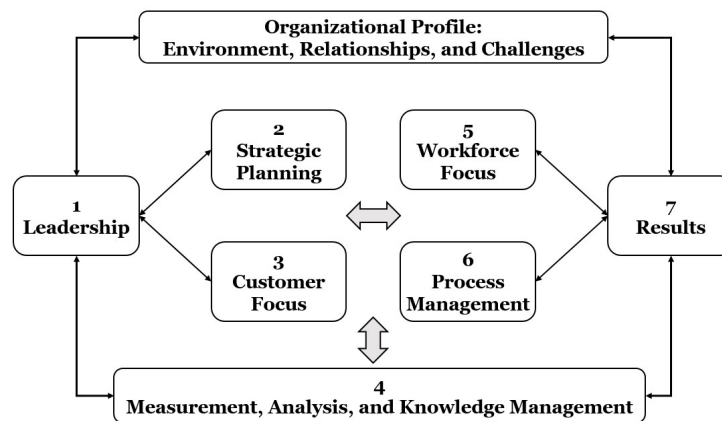 Organizational Profile:
Environment, Relationships, and Challenges
2
Strategic
Planning
5
Workforce
Focus
1
Leadership
7
Results
3
Customer
Focus
6
Process
Management
4
Measurement, Analysis, and Knowledge Management